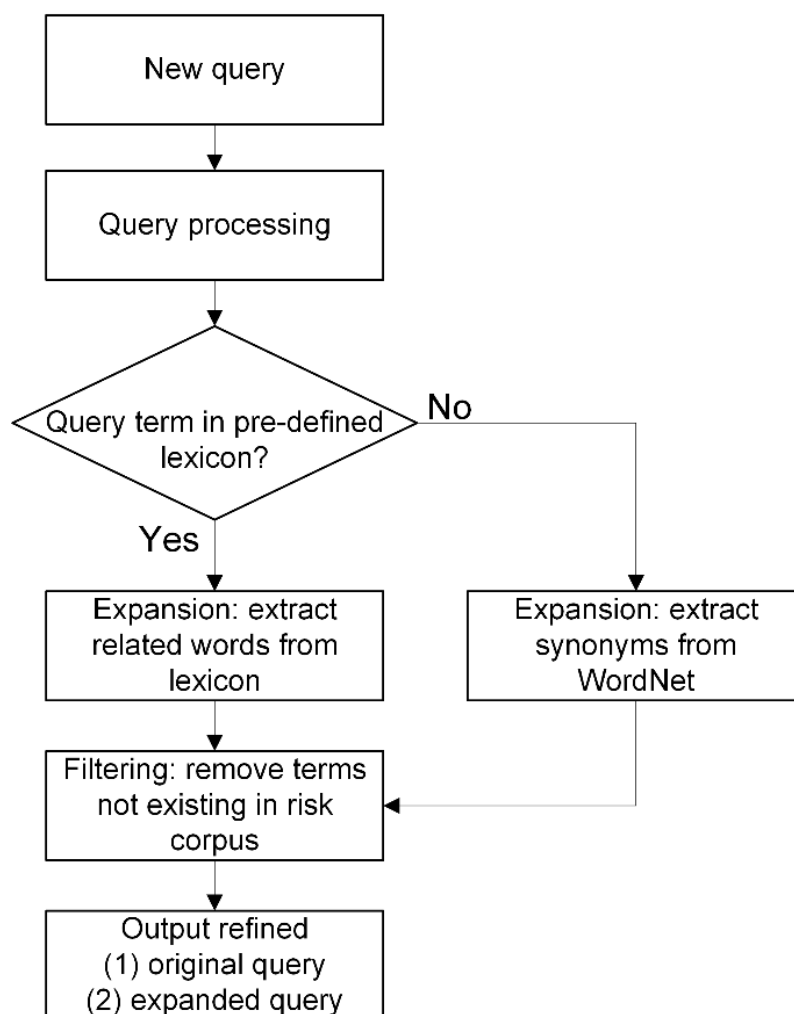 New query
Query processing
Query term in pre-defined
lexicon?
No
Yes
Expansion: extract
related words from
lexicon
Expansion: extract
synonyms from
WordNet
Filtering: remove terms
not existing in risk
corpus
Output refined
(1) original query
(2) expanded query